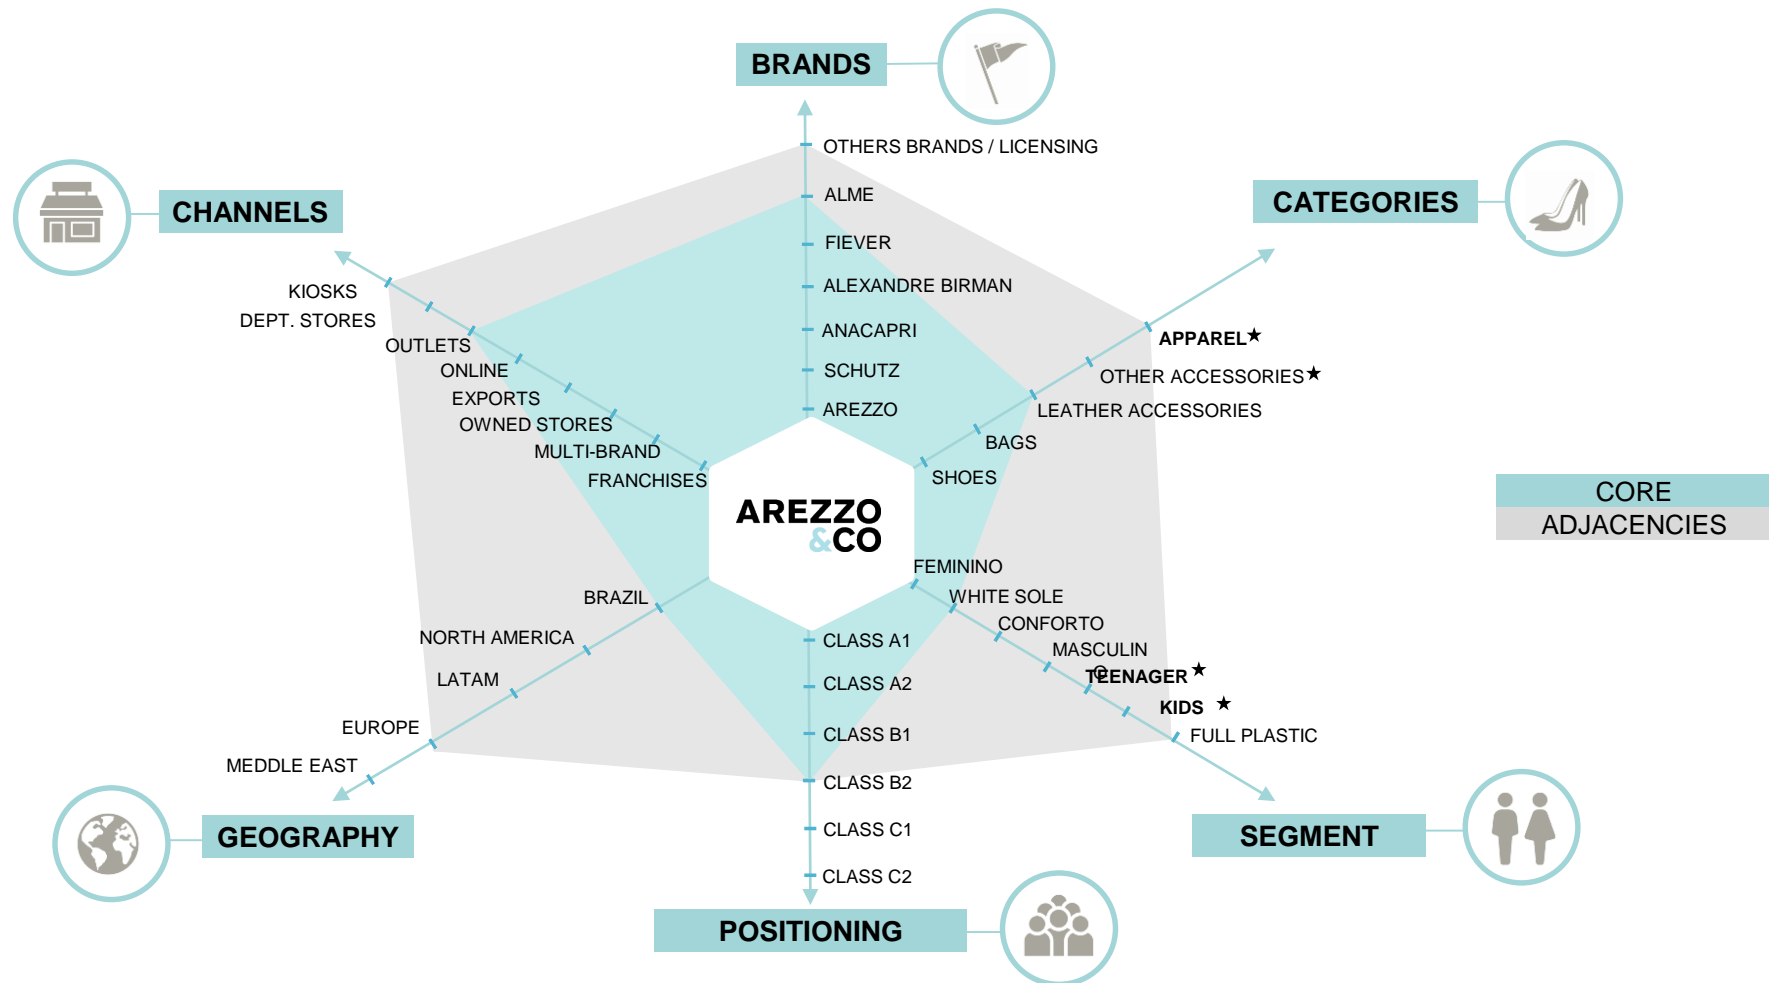 BRANDS
OTHERS BRANDS / LICENSING
ALME
FIEVER
ALEXANDRE BIRMAN
ANACAPRI
SCHUTZ
AREZZO
CHANNELS
KIOSKS
DEPT. STORES
OUTLETS
ONLINE
EXPORTS
OWNED STORES
MULTI-BRAND
FRANCHISES
CATEGORIES
APPAREL★
OTHER ACCESSORIES★
LEATHER ACCESSORIES
BAGS
SHOES
CORE
ADJACENCIES
AREZZO
&CO
FEMININO
WHITE SOLE
CONFORTO
MASCULIN
O
TEENAGER ★
KIDS ★
FULL PLASTIC
SEGMENT
BRAZIL
NORTH AMERICA
LATAM
EUROPE
MEDDLE EAST
GEOGRAPHY
CLASS A1
CLASS A2
CLASS B1
CLASS B2
CLASS C1
CLASS C2
POSITIONING